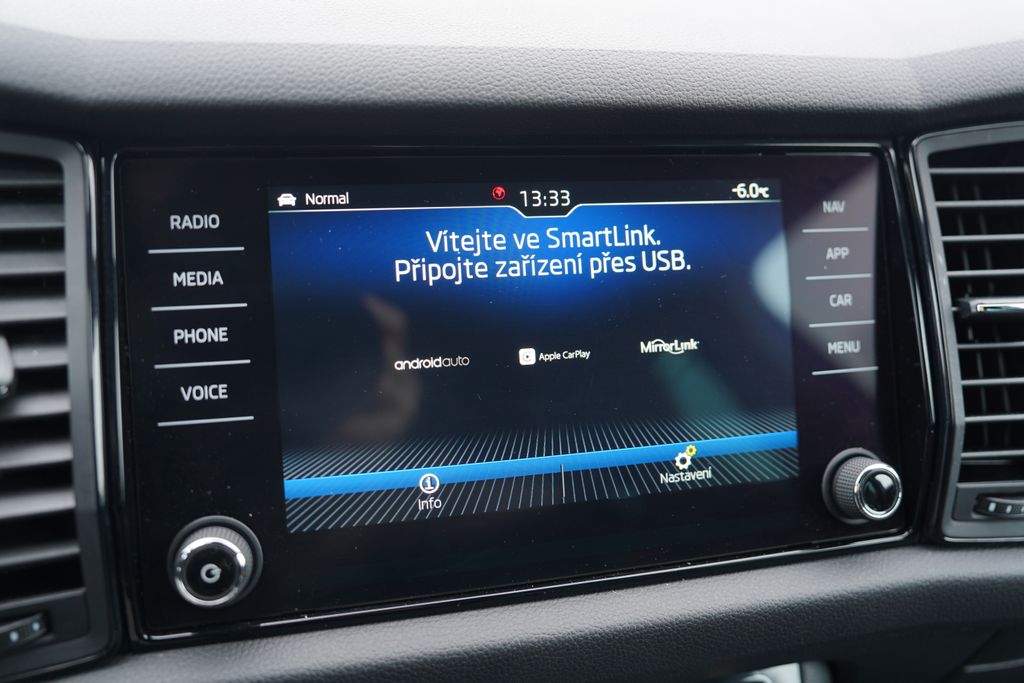 Normal
13:33
-6.0°C
RADIO
MEDIA
PHONE
VOICE
Vítejte ve SmartLink.
Připojte zařízení přes USB.
androidauto
Apple CarPlay
MirrorLink
Info
Nastavení
NAV
APP
CAR
MENU